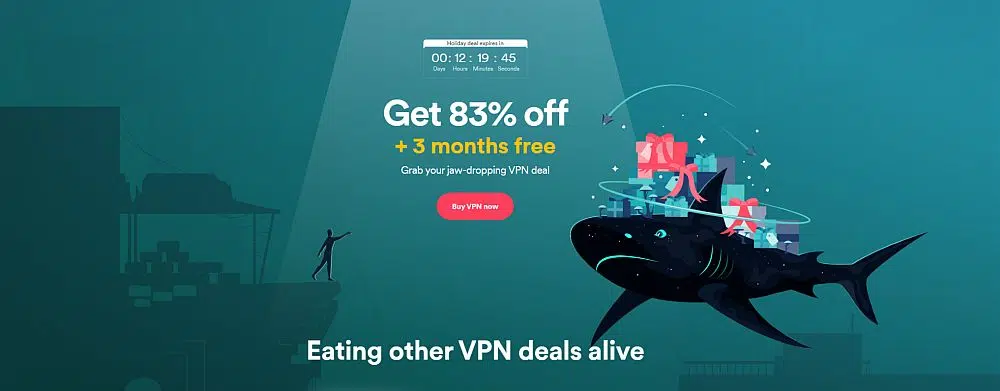 Holiday deal expires in
00 : 12 : 19 : 45
Days Hours Minutes Seconds
Get 83% off
+ 3 months free
Grab your jaw-dropping VPN deal
Buy VPN now
Eating other VPN deals alive